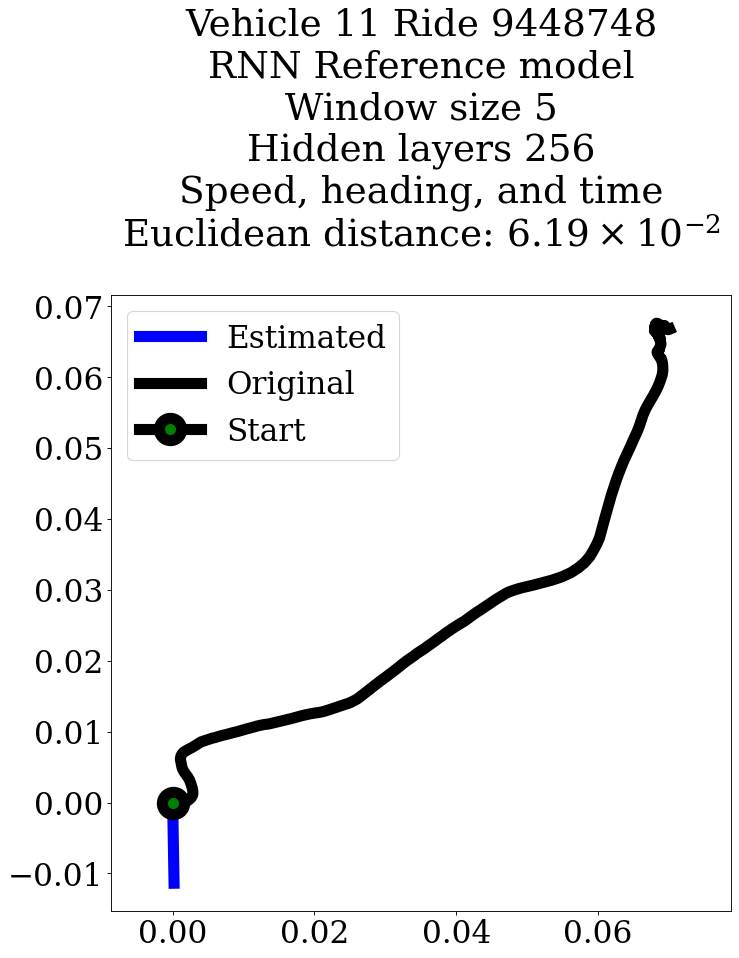 Vehicle 11 Ride 9448748
RNN Reference model
Window size 5
Hidden layers 256
Speed, heading, and time
Euclidean distance: 6.19 × 10⁻²
Estimated
Original
Start
0.07
0.06
0.05
0.04
0.03
0.02
0.01
0.00
−0.01
0.00 0.02 0.04 0.06